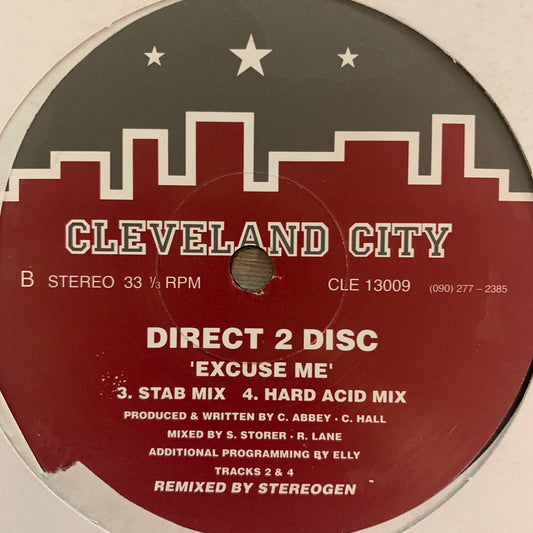 CLEVELAND CITY
B STEREO 33 ⅓ RPM CLE 13009 (090) 277 – 2385
DIRECT 2 DISC
'EXCUSE ME'
3. STAB MIX 4. HARD ACID MIX
PRODUCED & WRITTEN BY C. ABBEY · C. HALL
MIXED BY S. STORER · R. LANE
ADDITIONAL PROGRAMMING BY ELLY
TRACKS 2 & 4
REMIXED BY STEREOGEN